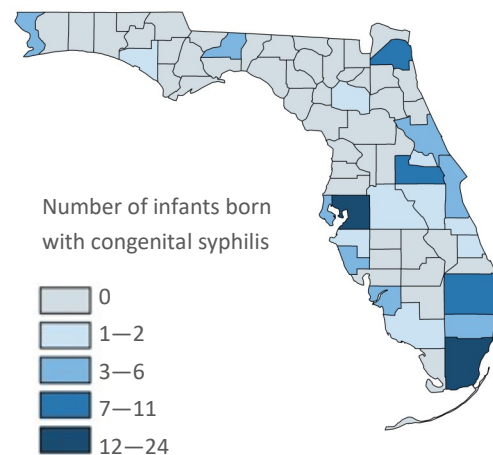 Number of infants born
with congenital syphilis
0
1—2
3—6
7—11
12—24